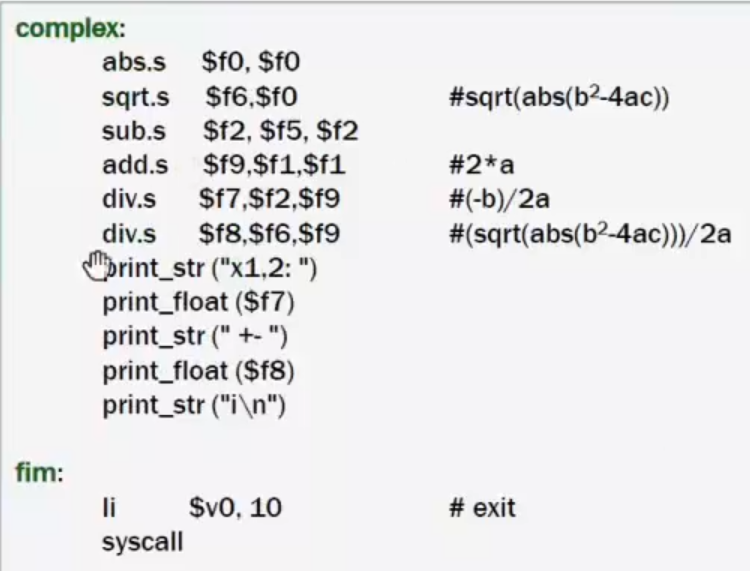 complex:
abs.s $f0, $f0
sqrt.s $f6,$f0 #sqrt(abs(b²-4ac))
sub.s $f2, $f5, $f2
add.s $f9,$f1,$f1 #2*a
div.s $f7,$f2,$f9 #(-b)/2a
div.s $f8,$f6,$f9 #(sqrt(abs(b²-4ac)))/2a
print_str ("x1,2: ")
print_float ($f7)
print_str (" +- ")
print_float ($f8)
print_str ("i\n")
fim:
li $v0, 10 # exit
syscall